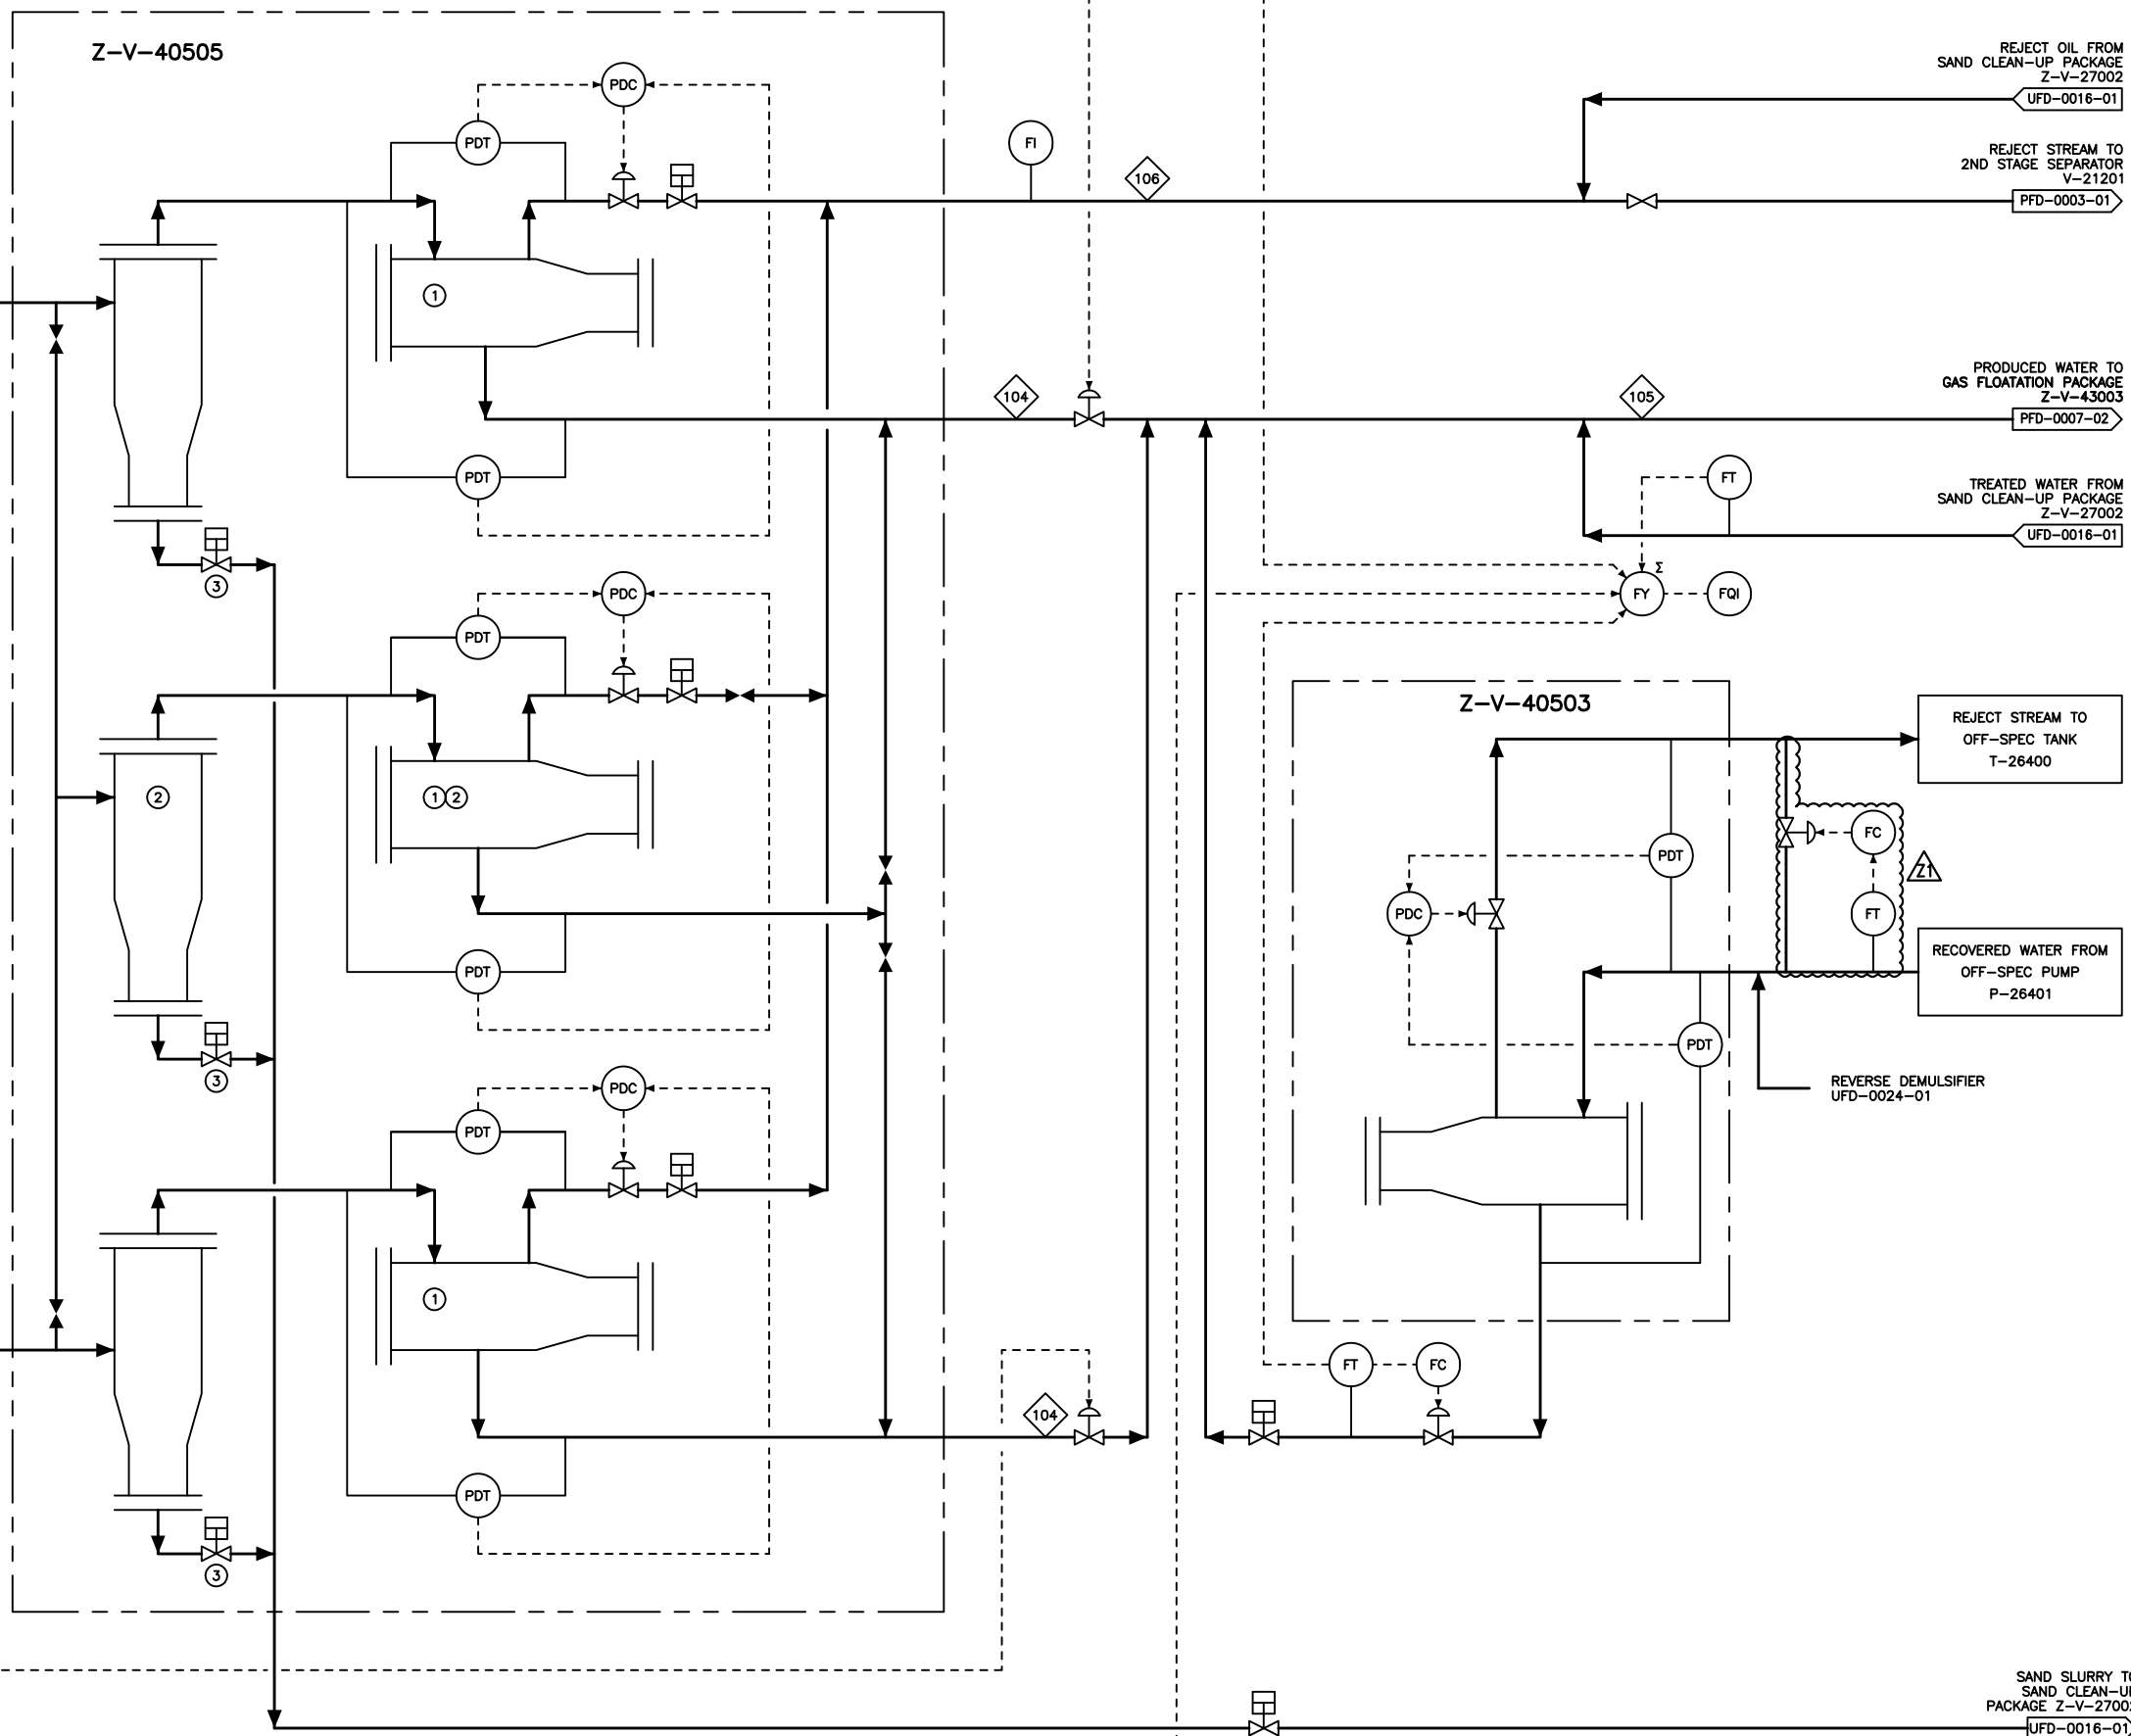 Z-V-40505
REJECT OIL FROM
SAND CLEAN-UP PACKAGE
Z-V-27002
UFD-0016-01
PDC
PDT
FI
106
REJECT STREAM TO
2ND STAGE SEPARATOR
V-21201
PFD-0003-01
1
104
105
PRODUCED WATER TO
GAS FLOATATION PACKAGE
Z-V-43003
PFD-0007-02
PDT
FT
TREATED WATER FROM
SAND CLEAN-UP PACKAGE
Z-V-27002
UFD-0016-01
3
PDC
Σ
FY
FQI
PDT
Z-V-40503
REJECT STREAM TO
OFF-SPEC TANK
T-26400
2
1 2
FC
PDT
Z1
PDC
FT
PDT
RECOVERED WATER FROM
OFF-SPEC PUMP
P-26401
3
PDT
PDC
PDT
REVERSE DEMULSIFIER
UFD-0024-01
1
FT
FC
104
PDT
3
SAND SLURRY TO
SAND CLEAN-UP
PACKAGE Z-V-27002
UFD-0016-01